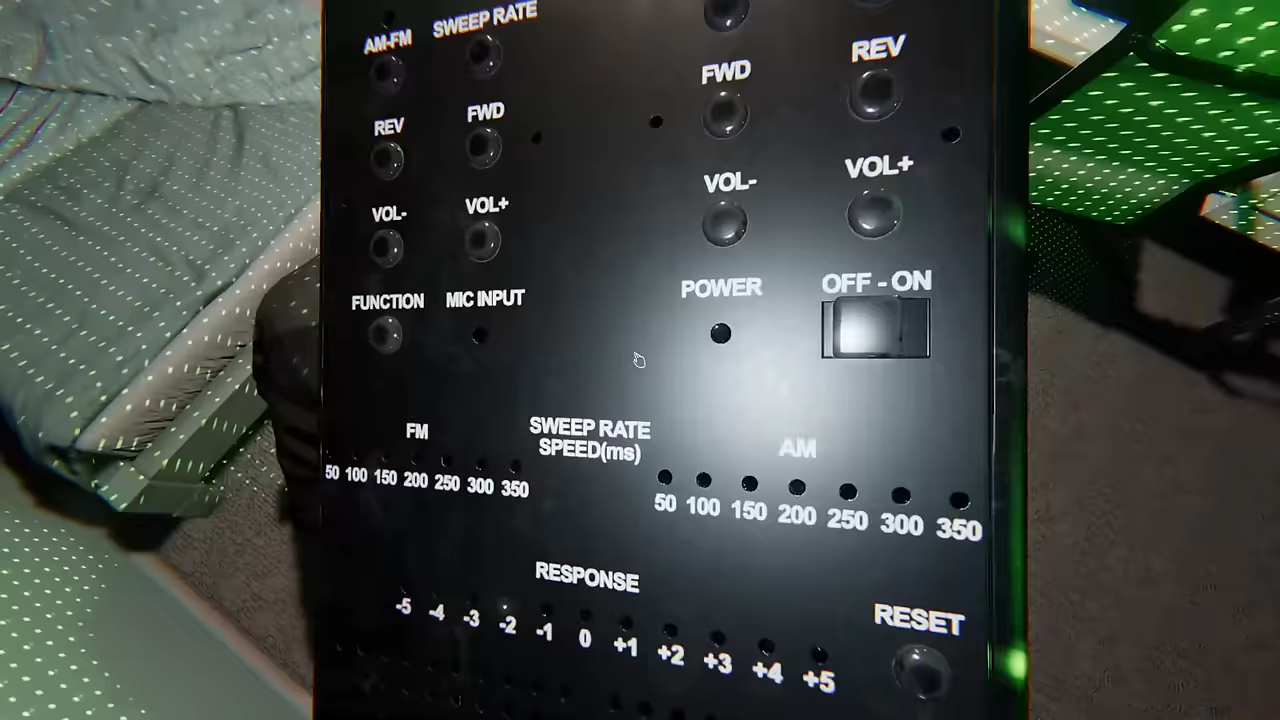 AM-FM SWEEP RATE
REV FWD FWD REV
VOL- VOL+ VOL- VOL+
FUNCTION MIC INPUT POWER OFF - ON
FM SWEEP RATE AM
SPEED(ms)
50 100 150 200 250 300 350
50 100 150 200 250 300 350
RESPONSE
-5 -4 -3 -2 -1 0 +1 +2 +3 +4 +5
RESET